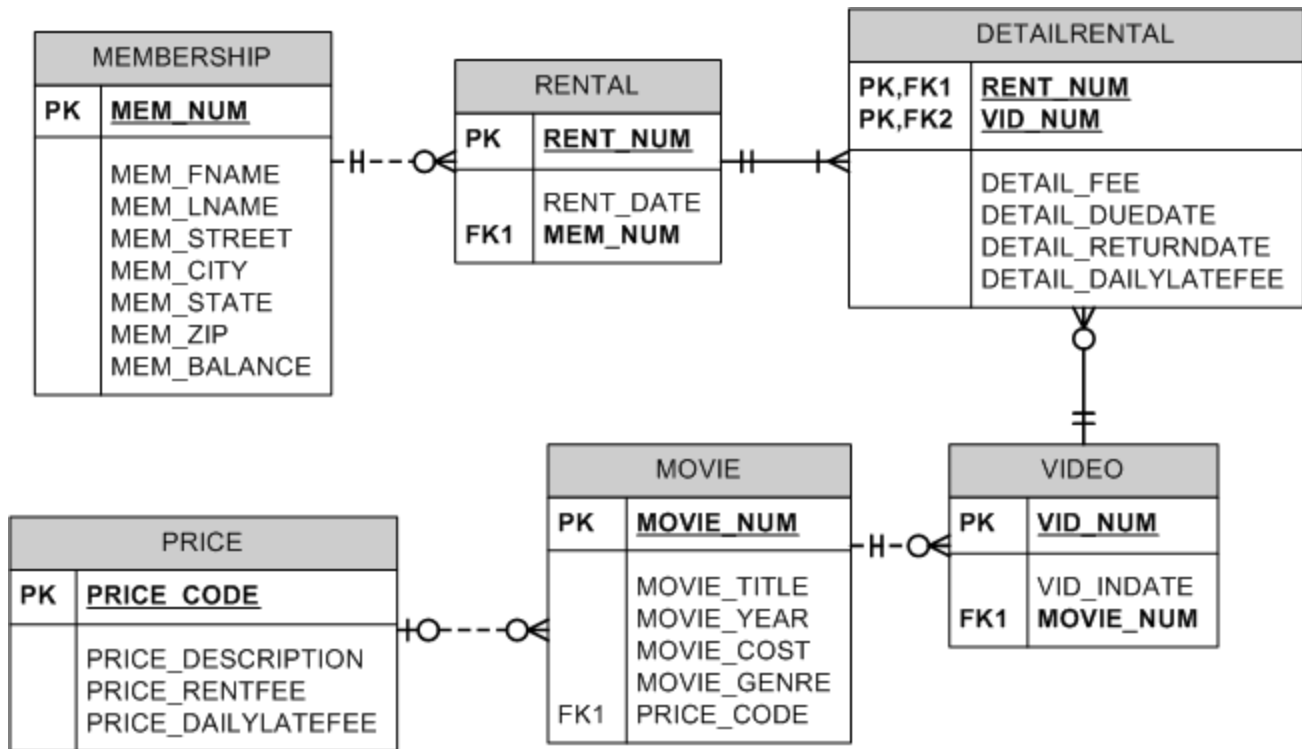 MEMBERSHIP
PK MEM_NUM
MEM_FNAME
MEM_LNAME
MEM_STREET
MEM_CITY
MEM_STATE
MEM_ZIP
MEM_BALANCE
RENTAL
PK RENT_NUM
RENT_DATE
FK1 MEM_NUM
DETAILRENTAL
PK,FK1 RENT_NUM
PK,FK2 VID_NUM
DETAIL_FEE
DETAIL_DUEDATE
DETAIL_RETURNDATE
DETAIL_DAILYLATEFEE
PRICE
PK PRICE_CODE
PRICE_DESCRIPTION
PRICE_RENTFEE
PRICE_DAILYLATEFEE
MOVIE
PK MOVIE_NUM
MOVIE_TITLE
MOVIE_YEAR
MOVIE_COST
MOVIE_GENRE
FK1 PRICE_CODE
VIDEO
PK VID_NUM
VID_INDATE
FK1 MOVIE_NUM